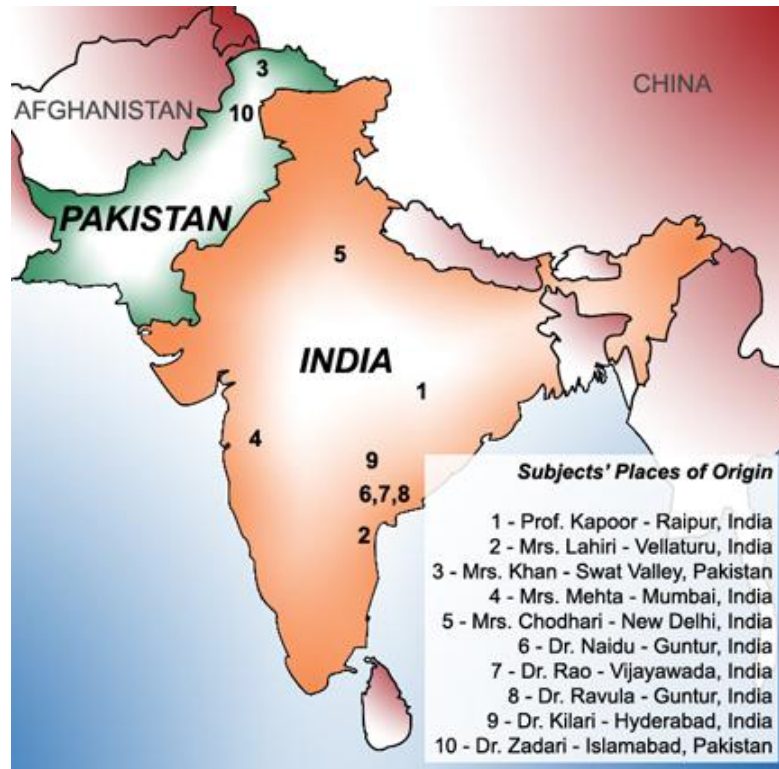 3
CHINA
AFGHANISTAN
10
PAKISTAN
5
INDIA
1
4
9
6,7,8
2
Subjects' Places of Origin
1 - Prof. Kapoor - Raipur, India
2 - Mrs. Lahiri - Vellaturu, India
3 - Mrs. Khan - Swat Valley, Pakistan
4 - Mrs. Mehta - Mumbai, India
5 - Mrs. Chodhari - New Delhi, India
6 - Dr. Naidu - Guntur, India
7 - Dr. Rao - Vijayawada, India
8 - Dr. Ravula - Guntur, India
9 - Dr. Kilari - Hyderabad, India
10 - Dr. Zadari - Islamabad, Pakistan